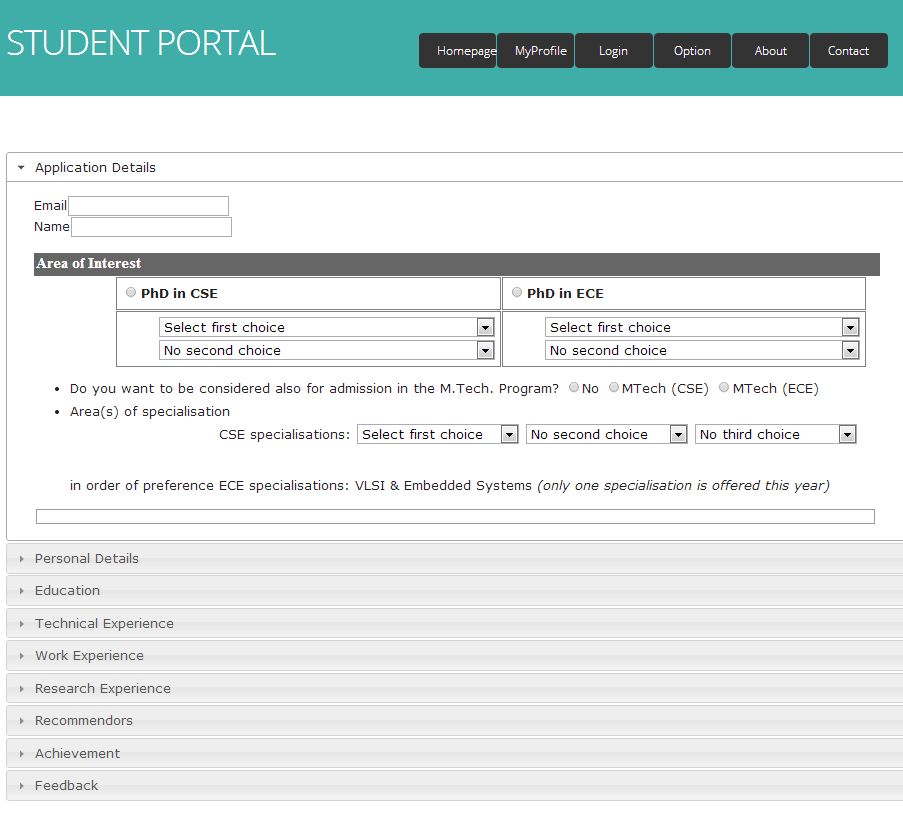 STUDENT PORTAL
Homepage MyProfile Login Option About Contact
Application Details
Email
Name
Area of Interest
PhD in CSE PhD in ECE
Select first choice Select first choice
No second choice No second choice
• Do you want to be considered also for admission in the M.Tech. Program? No MTech (CSE) MTech (ECE)
• Area(s) of specialisation
CSE specialisations: Select first choice No second choice No third choice
in order of preference ECE specialisations: VLSI & Embedded Systems (only one specialisation is offered this year)
Personal Details
Education
Technical Experience
Work Experience
Research Experience
Recommendors
Achievement
Feedback